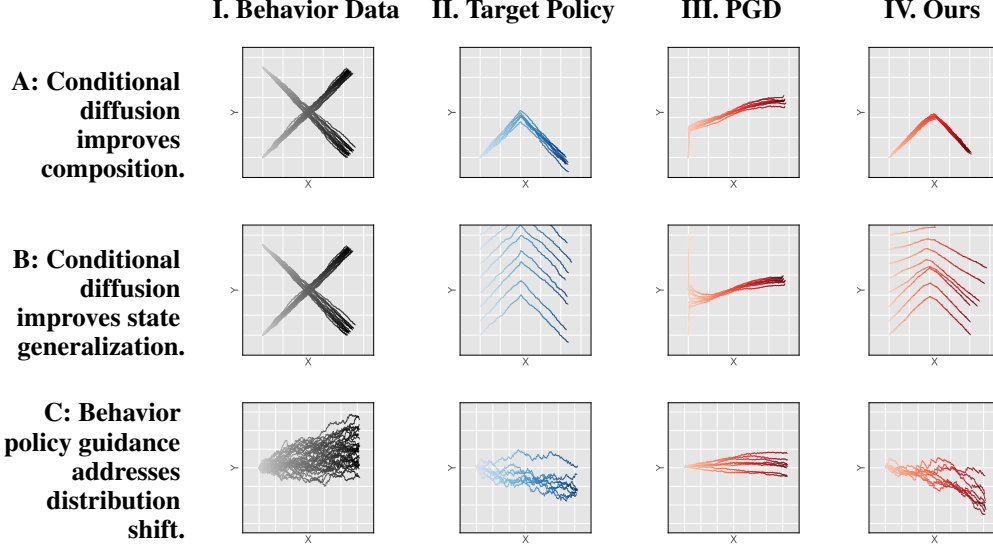 I. Behavior Data
II. Target Policy
III. PGD
IV. Ours
A: Conditional
diffusion
improves
composition.
Y
X
Y
X
Y
X
Y
X
B: Conditional
diffusion
improves state
generalization.
Y
X
Y
X
Y
X
Y
X
C: Behavior
policy guidance
addresses
distribution
shift.
Y
X
Y
X
Y
X
Y
X